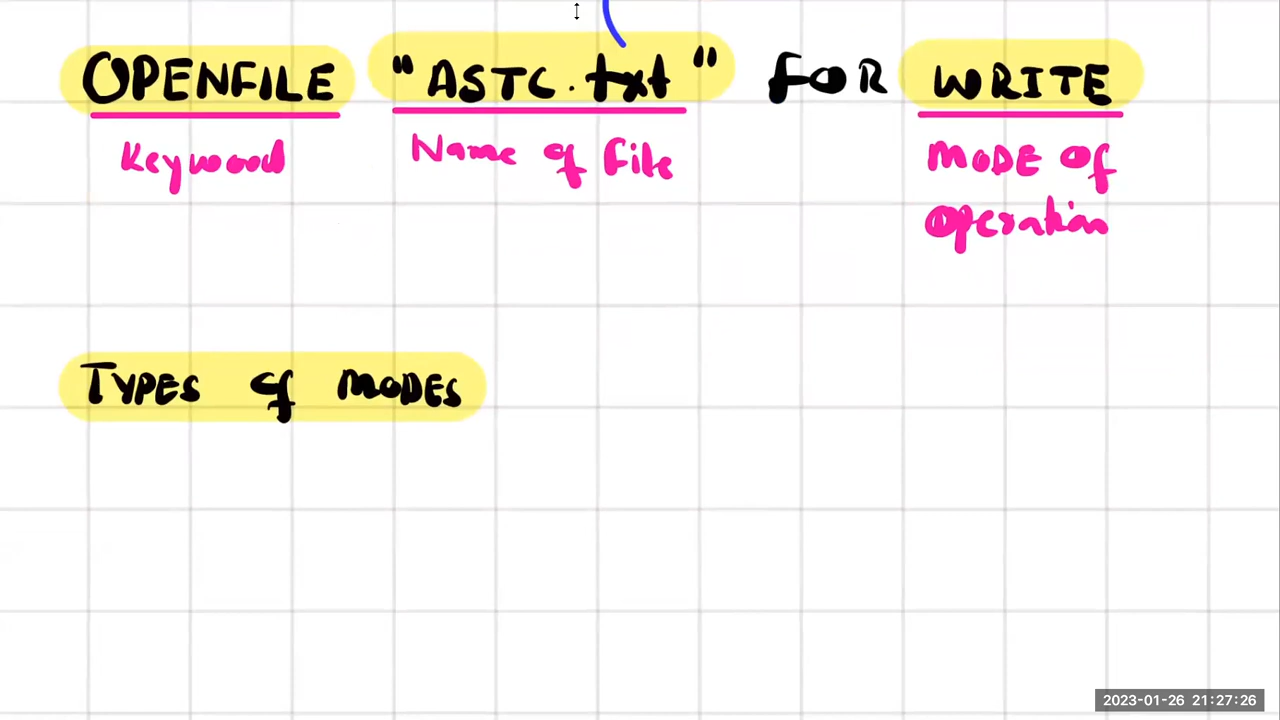 OPENFILE "ASTC.txt" FOR WRITE
Keyword Name of File MODE Of
Operation
TYPES of MODES
2023-01-26 21:27:26